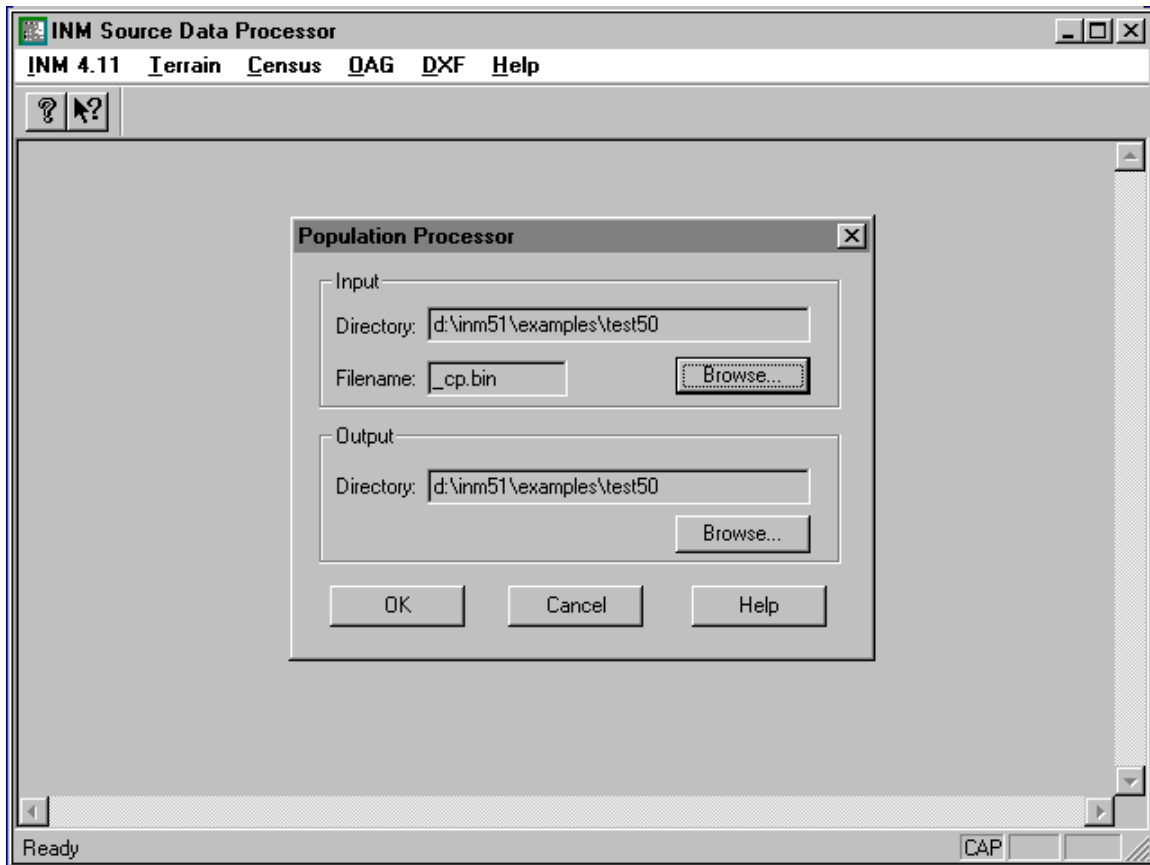 INM Source Data Processor
INM 4.11 Terrain Census OAG DXF Help
Population Processor
Input
Directory: d:\inm51\examples\test50
Filename: _cp.bin Browse...
Output
Directory: d:\inm51\examples\test50
Browse...
OK Cancel Help
Ready CAP